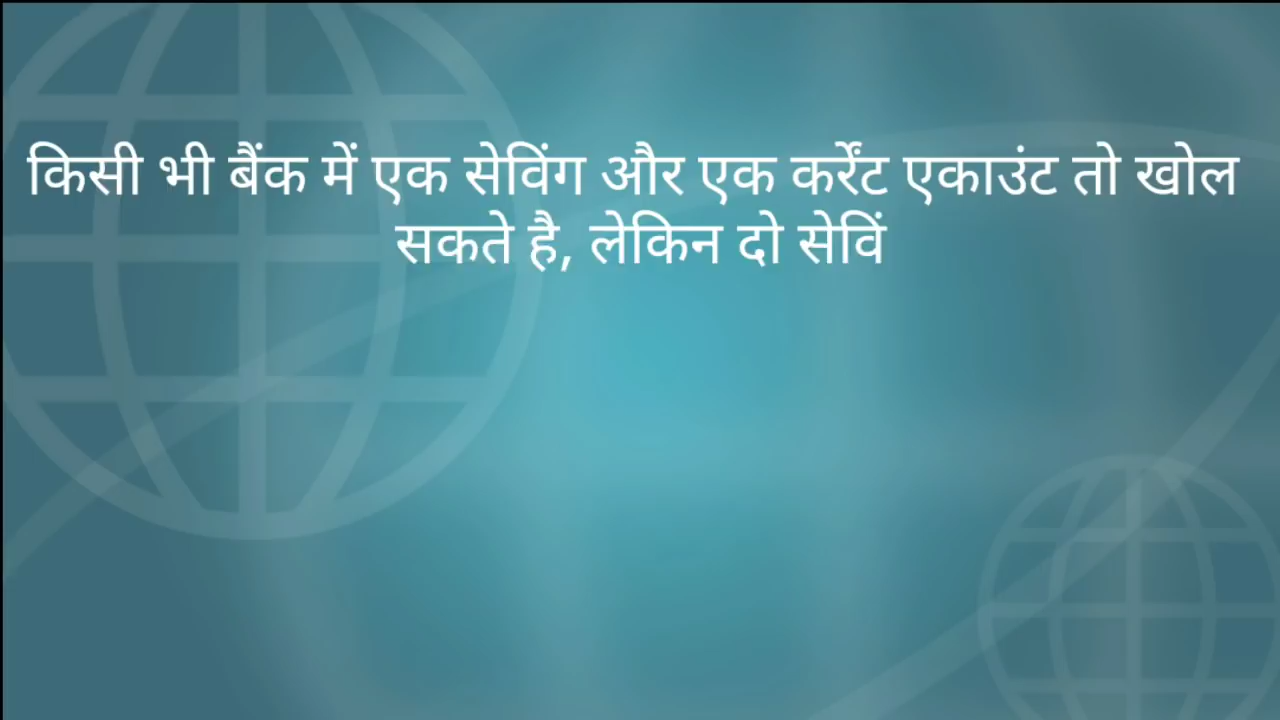 किसी भी बैंक में एक सेविंग और एक कर्रेंट एकाउंट तो खोल
सकते है, लेकिन दो सेविं